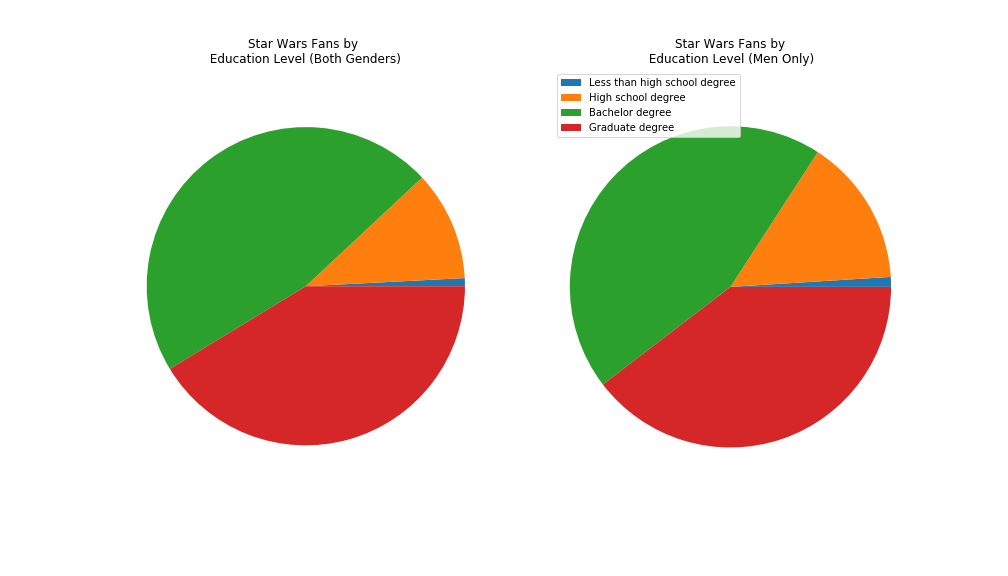 Star Wars Fans by
Education Level (Both Genders)
Star Wars Fans by
Education Level (Men Only)
Less than high school degree
High school degree
Bachelor degree
Graduate degree